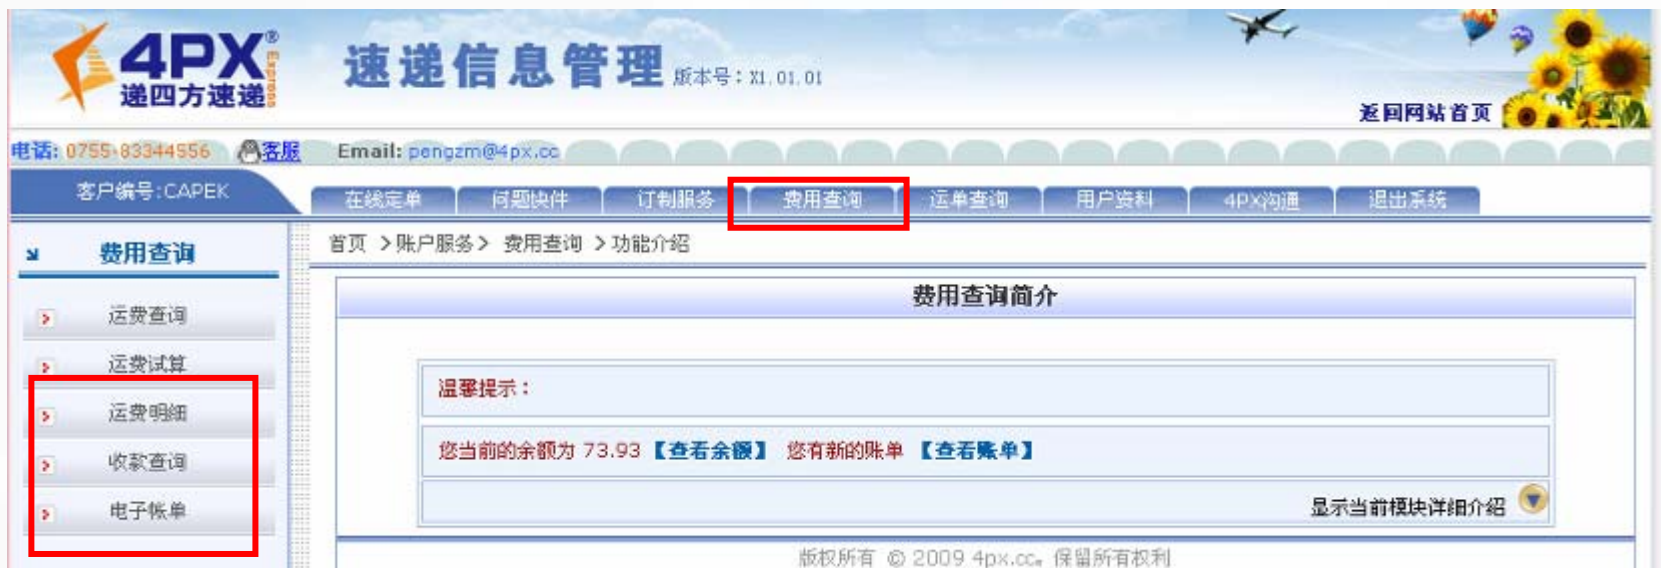 4PX® Express
递四方速递
速递信息管理 版本号：X1.01.01
返回网站首页
电话: 0755-83344556 客服 Email: pengzm@4px.cc
客户编号:CAPEK 在线定单 问题快件 订制服务 费用查询 运单查询 用户资料 4PX沟通 退出系统
费用查询
首页 >账户服务> 费用查询 >功能介绍
费用查询简介
运费查询
运费试算
运费明细
收款查询
电子帐单
温馨提示：
您当前的余额为 73.93 【查看余额】 您有新的账单 【查看账单】
显示当前模块详细介绍
版权所有 © 2009 4px.cc。保留所有权利